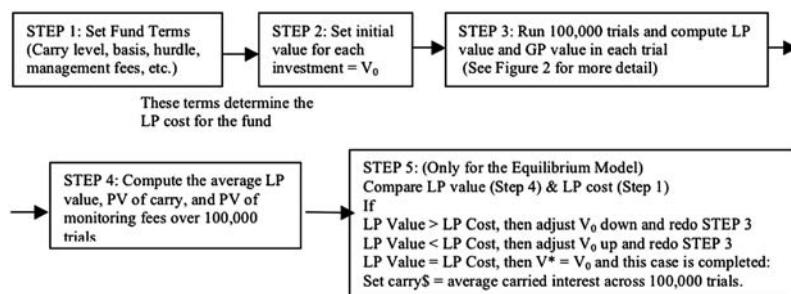 STEP 1: Set Fund Terms
(Carry level, basis, hurdle,
management fees, etc.)
STEP 2: Set initial
value for each
investment = V₀
STEP 3: Run 100,000 trials and compute LP
value and GP value in each trial
(See Figure 2 for more detail)
These terms determine the
LP cost for the fund
STEP 4: Compute the average LP
value, PV of carry, and PV of
monitoring fees over 100,000
trials
STEP 5: (Only for the Equilibrium Model)
Compare LP value (Step 4) & LP cost (Step 1)
If
LP Value > LP Cost, then adjust V₀ down and redo STEP 3
LP Value < LP Cost, then adjust V₀ up and redo STEP 3
LP Value = LP Cost, then V* = V₀ and this case is completed:
Set carry$ = average carried interest across 100,000 trials.